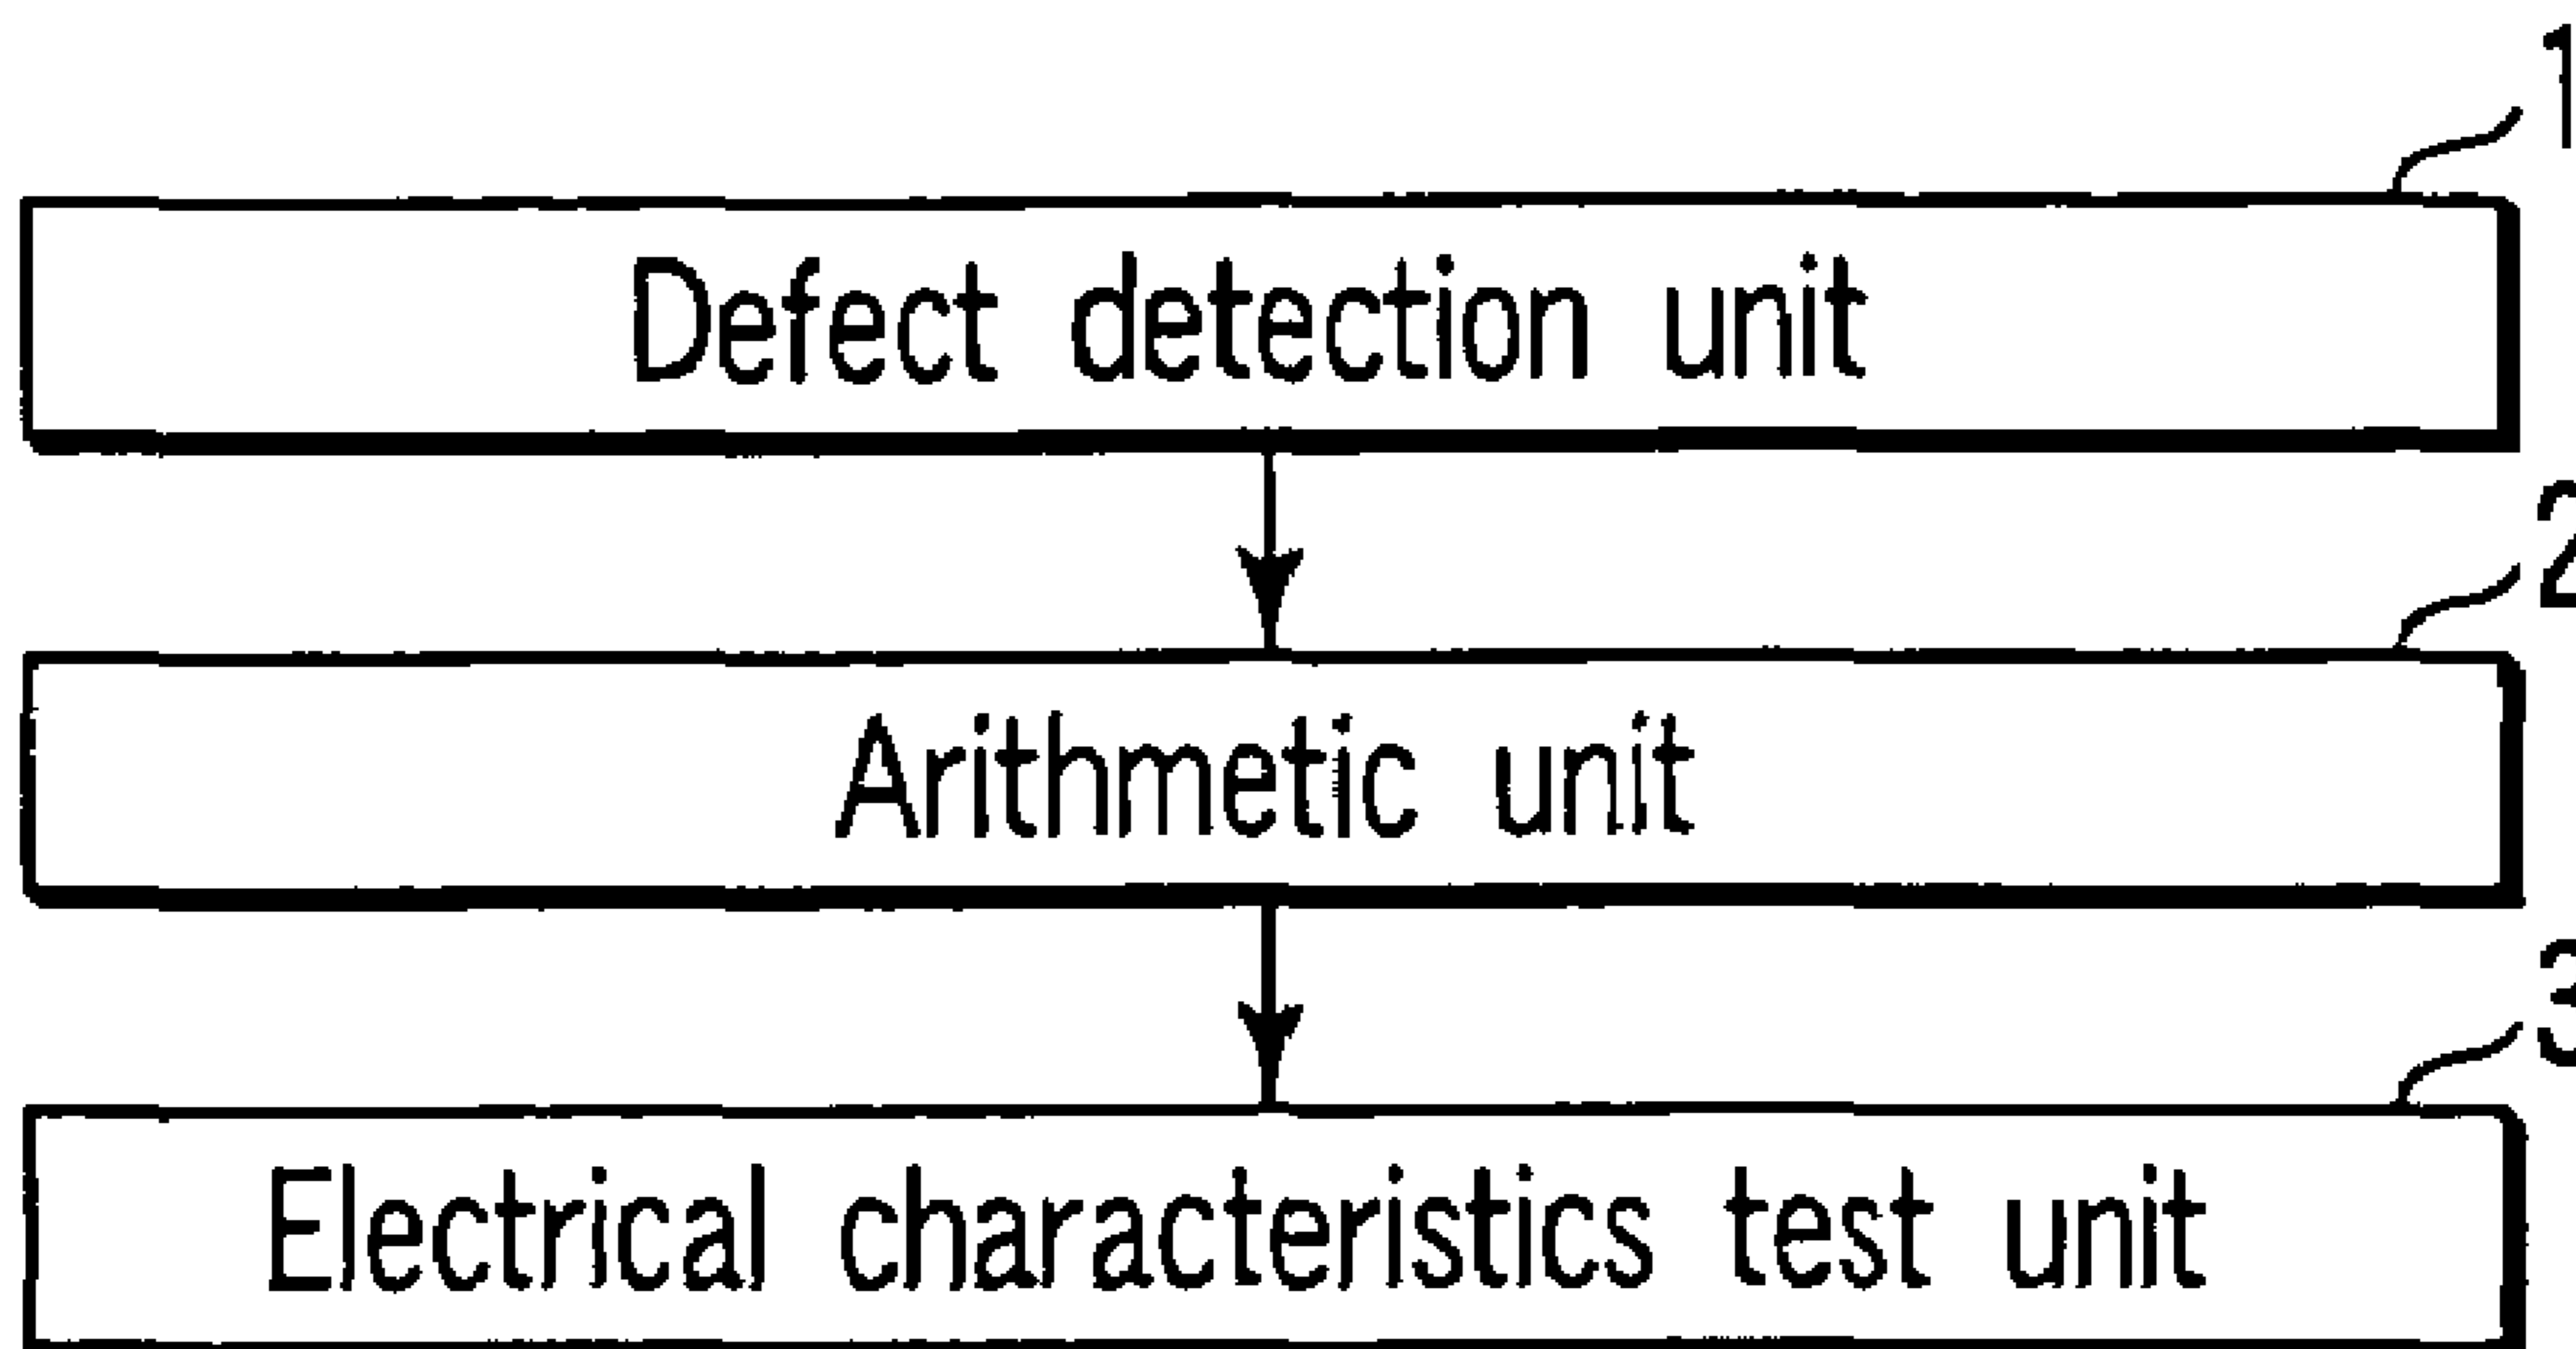 1
Defect detection unit
2
Arithmetic unit
3
Electrical characteristics test unit